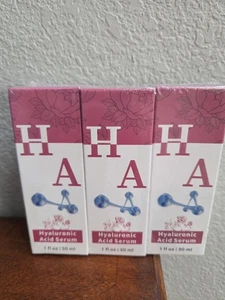 H
A
Hyaluronic
Acid Serum
1 fl oz / 30 ml
H
A
Hyaluronic
Acid Serum
1 fl oz / 30 ml
H
A
Hyaluronic
Acid Serum
1 fl oz / 30 ml